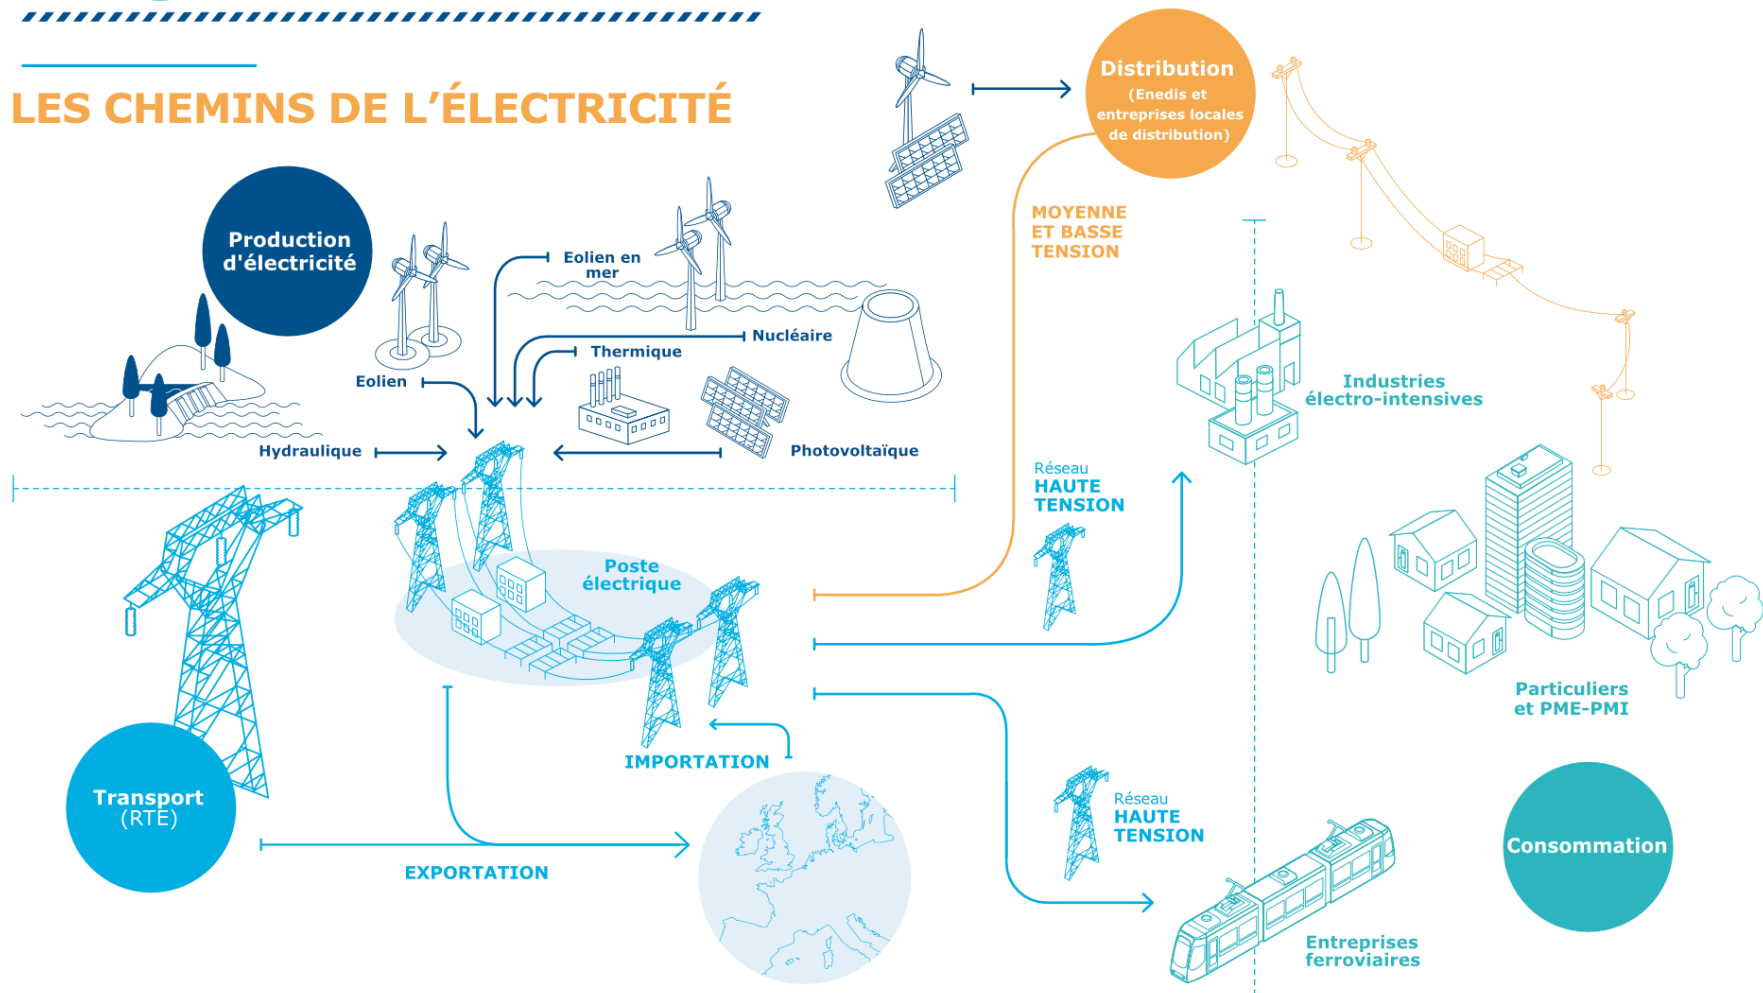 LES CHEMINS DE L’ÉLECTRICITÉ
Production
d'électricité
Eolien en
mer
Nucléaire
Thermique
Eolien
Hydraulique
Photovoltaïque
Distribution
(Enedis et
entreprises locales
de distribution)
MOYENNE
ET BASSE
TENSION
Industries
électro-intensives
Réseau
HAUTE
TENSION
Poste
électrique
Particuliers
et PME-PMI
IMPORTATION
Transport
(RTE)
EXPORTATION
Réseau
HAUTE
TENSION
Consommation
Entreprises
ferroviaires